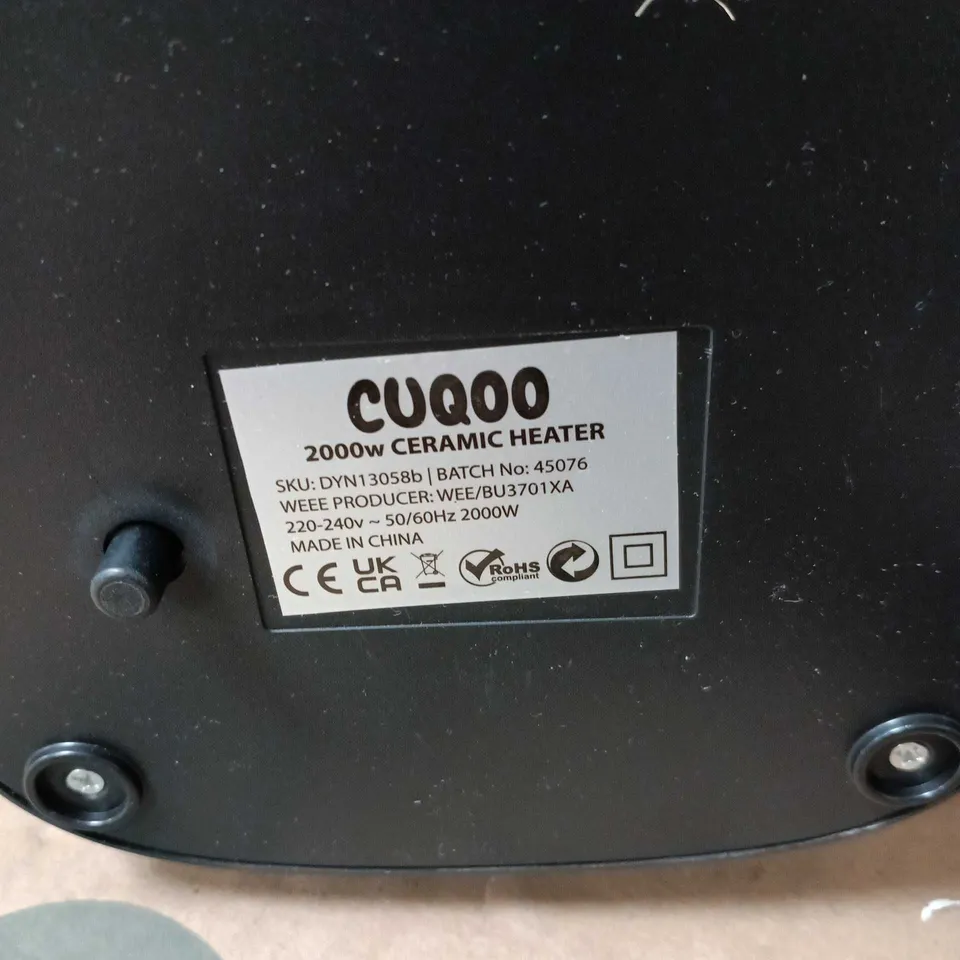 CUQOO
2000w CERAMIC HEATER
SKU: DYN13058b | BATCH No: 45076
WEEE PRODUCER: WEE/BU3701XA
220-240v ~ 50/60Hz 2000W
MADE IN CHINA
CE UK CA RoHS compliant